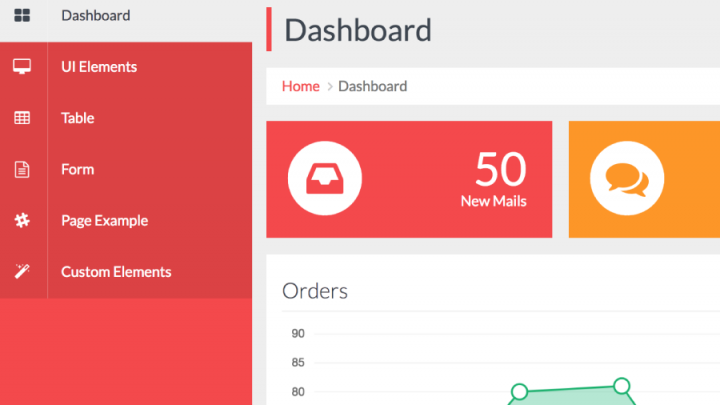 Dashboard
UI Elements
Table
Form
Page Example
Custom Elements
Dashboard
Home > Dashboard
50
New Mails
Orders
90
85
80